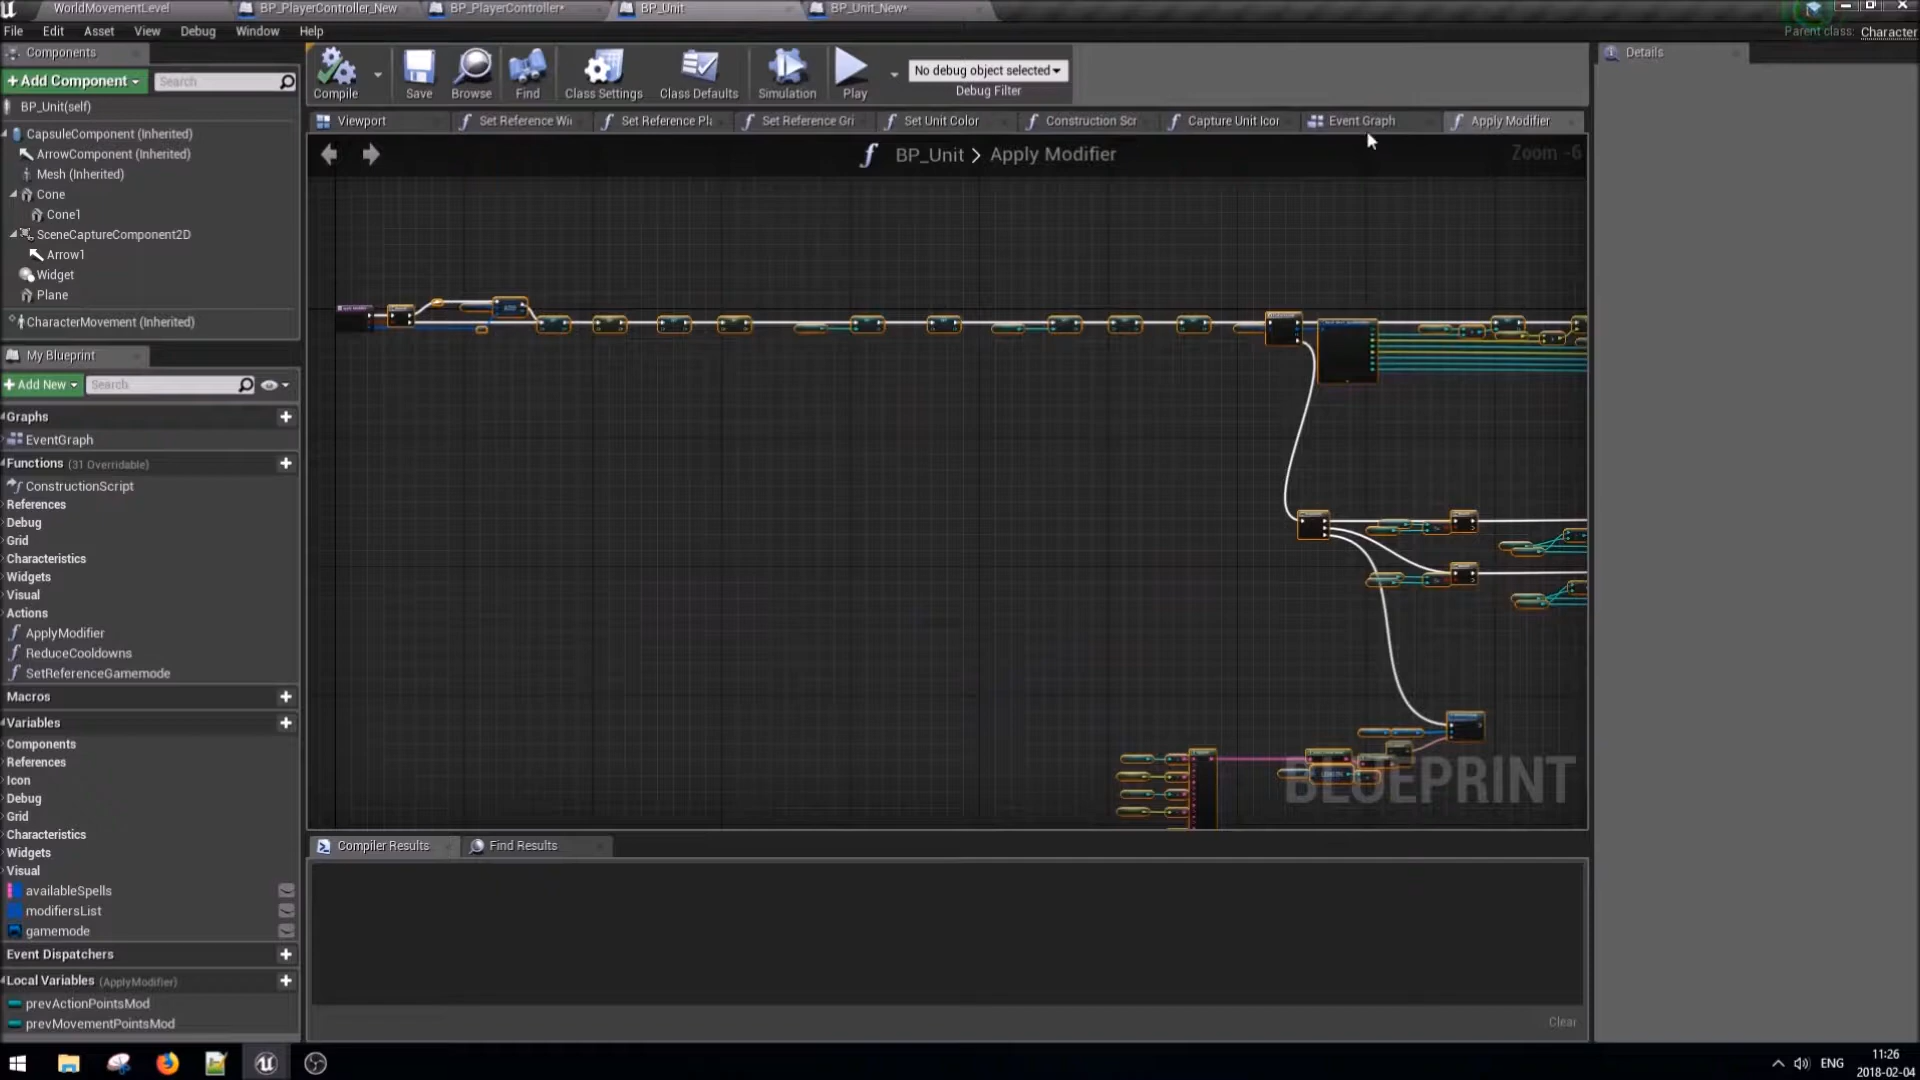 WorldMovementLevel
BP_PlayerController_New
BP_PlayerController*
BP_Unit
BP_Unit_New*
File
Edit
Asset
View
Debug
Window
Help
Parent class: Character
Components
Add Component
Search
BP_Unit(self)
CapsuleComponent (Inherited)
ArrowComponent (Inherited)
Mesh (Inherited)
Cone
Cone1
SceneCaptureComponent2D
Arrow1
Widget
Plane
CharacterMovement (Inherited)
My Blueprint
Add New
Search
Graphs
EventGraph
Functions (31 Overridable)
ConstructionScript
References
Debug
Grid
Characteristics
Widgets
Visual
Actions
ApplyModifier
ReduceCooldowns
SetReferenceGamemode
Macros
Variables
Components
References
Icon
Debug
Grid
Characteristics
Widgets
Visual
availableSpells
modifiersList
gamemode
Event Dispatchers
Local Variables (ApplyModifier)
prevActionPointsMod
prevMovementPointsMod
Compile
Save
Browse
Find
Class Settings
Class Defaults
Simulation
Play
No debug object selected
Debug Filter
Viewport
Set Reference Wi
Set Reference Pl
Set Reference Gri
Set Unit Color
Construction Scr
Capture Unit Icor
Event Graph
Apply Modifier
BP_Unit > Apply Modifier
Zoom -6
BLUEPRINT
Compiler Results
Find Results
Clear
Details
ENG
11:26
2018-02-04